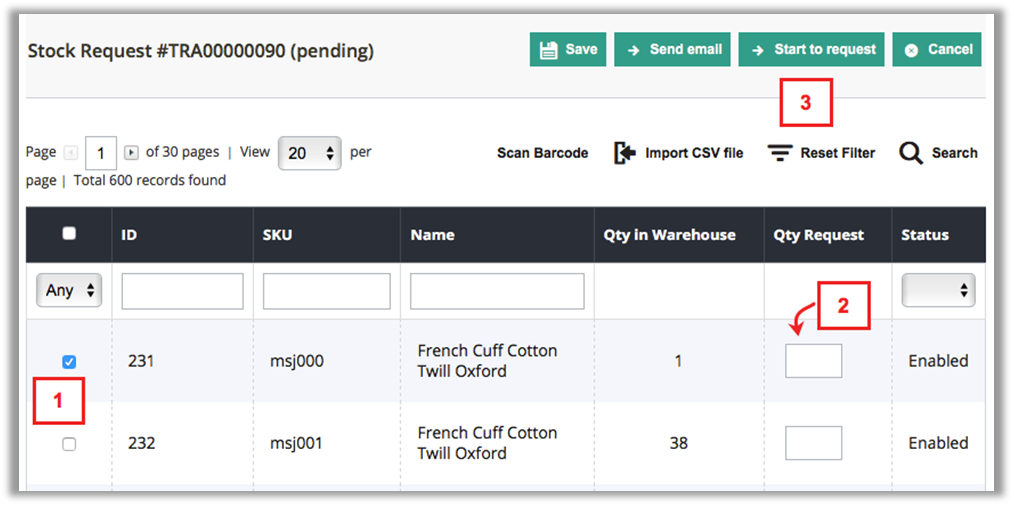 Stock Request #TRA00000090 (pending)
Save
Send email
Start to request
Cancel
3
Page 1 of 30 pages | View 20 per
page | Total 600 records found
Scan Barcode
Import CSV file
Reset Filter
Search
ID SKU Name Qty in Warehouse Qty Request Status
Any
2
231 msj000 French Cuff Cotton 1 Enabled
Twill Oxford
1
232 msj001 French Cuff Cotton 38 Enabled
Twill Oxford